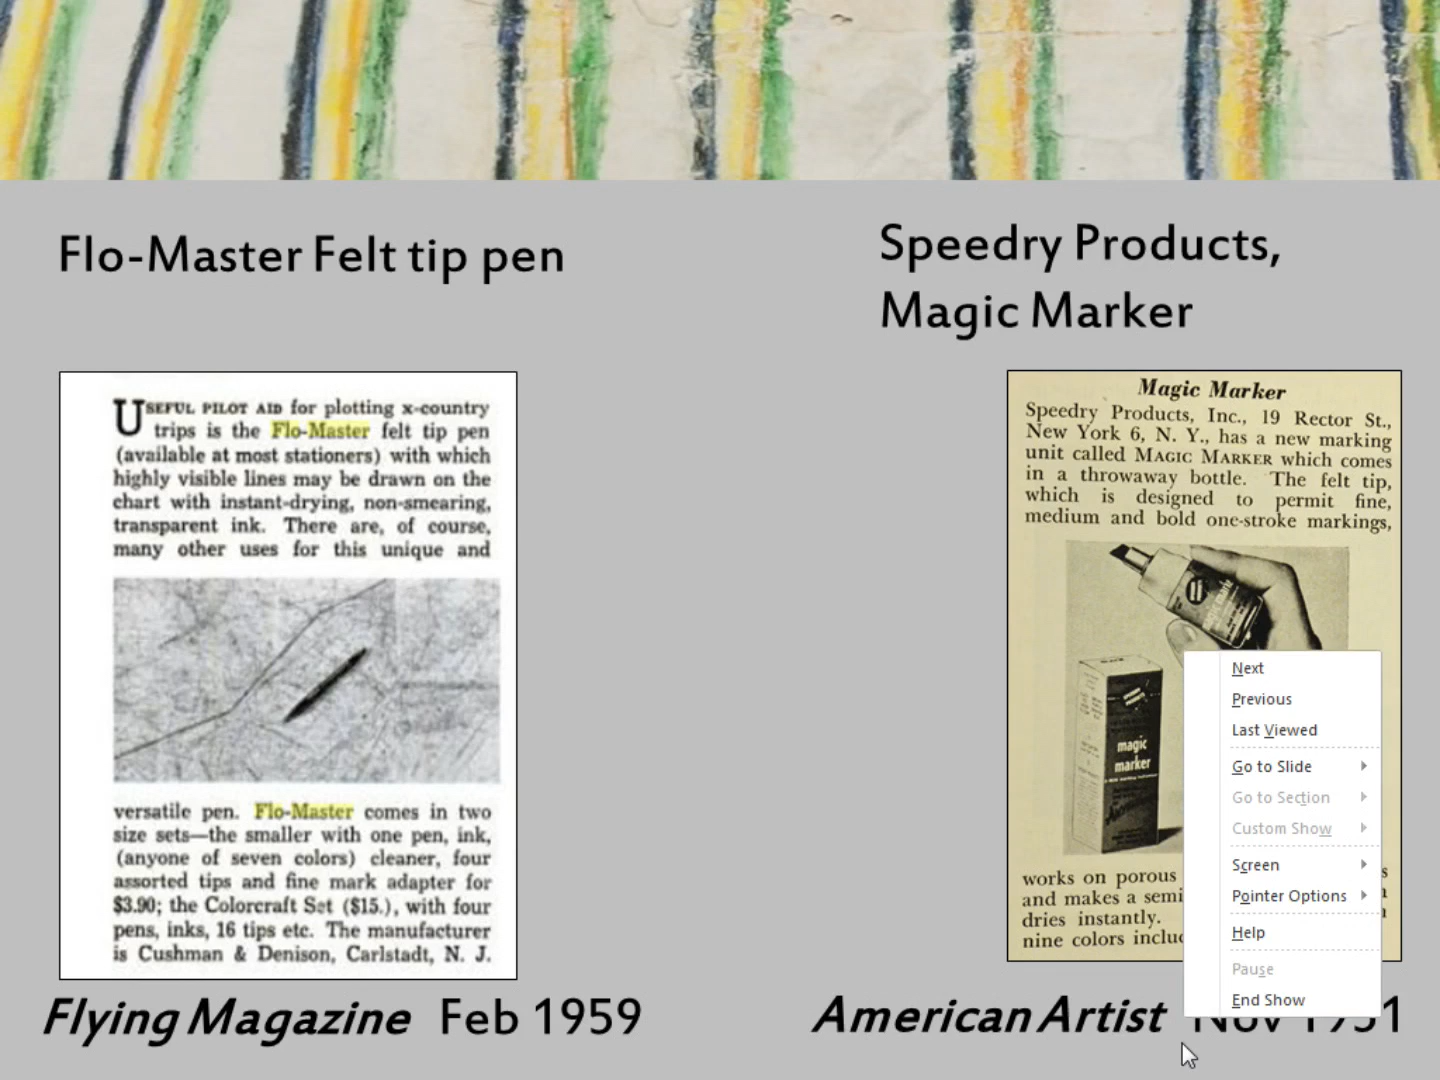 Flo-Master Felt tip pen
Speedry Products,
Magic Marker
USEFUL PILOT AID for plotting x-country
trips is the Flo-Master felt tip pen
(available at most stationers) with which
highly visible lines may be drawn on the
chart with instant-drying, non-smearing,
transparent ink. There are, of course,
many other uses for this unique and
versatile pen. Flo-Master comes in two
size sets—the smaller with one pen, ink,
(anyone of seven colors) cleaner, four
assorted tips and fine mark adapter for
$3.90; the Colorcraft Set ($15.), with four
pens, inks, 16 tips etc. The manufacturer
is Cushman & Denison, Carlstadt, N. J.
Flying Magazine Feb 1959
Magic Marker
Speedry Products, Inc., 19 Rector St.,
New York 6, N. Y., has a new marking
unit called MAGIC MARKER which comes
in a throwaway bottle. The felt tip,
which is designed to permit fine,
medium and bold one-stroke markings,
magic
marker
works on porous
and makes a semi
dries instantly.
nine colors
American Artist Nov
Next
Previous
Last Viewed
Go to Slide
Go to Section
Custom Show
Screen
Pointer Options
Help
Pause
End Show